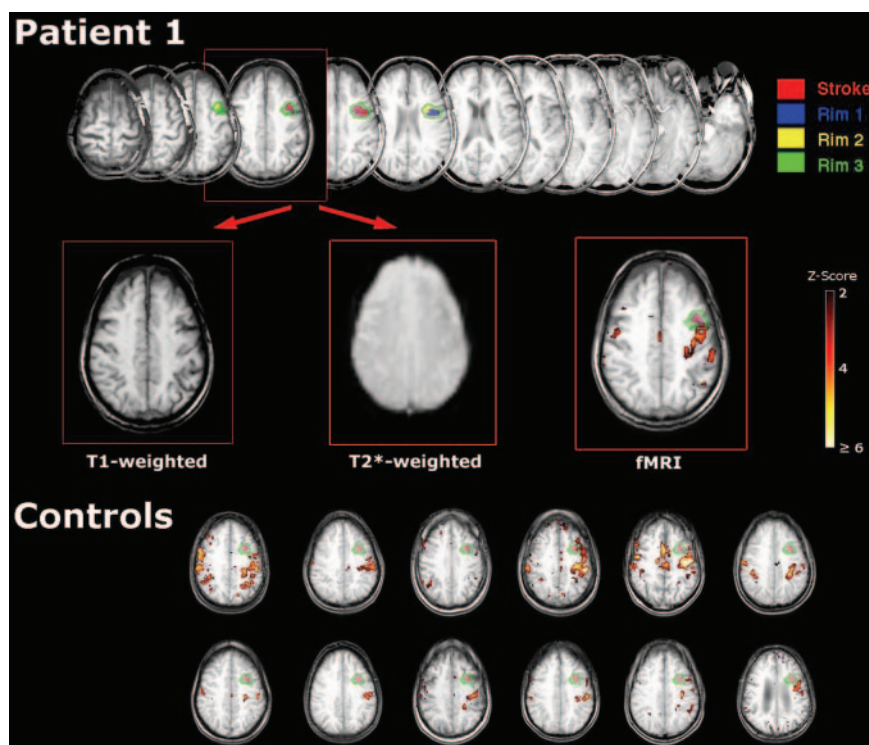 Patient 1
Stroke
Rim 1
Rim 2
Rim 3
Z-Score
2
4
≥ 6
T1-weighted
T2*-weighted
fMRI
Controls